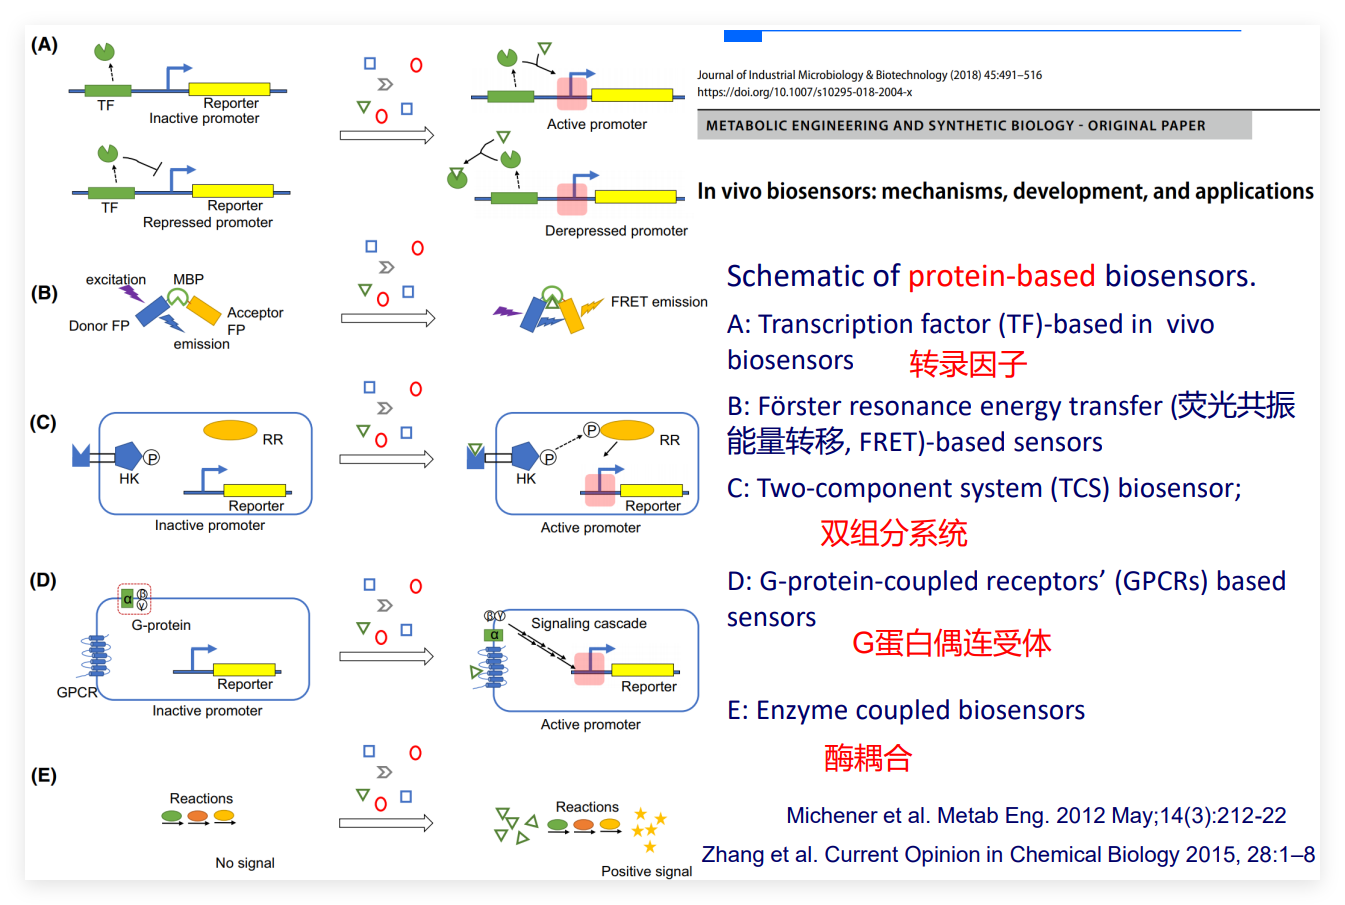 (A)
TF
Reporter
Inactive promoter
Active promoter
TF
Reporter
Repressed promoter
Derepressed promoter
(B)
excitation
MBP
Donor FP
Acceptor
FP
emission
FRET emission
(C)
HK
P
RR
Reporter
Inactive promoter
HK
P
P
RR
Reporter
Active promoter
(D)
α
β
γ
G-protein
GPCR
Reporter
Inactive promoter
βγ
α
Signaling cascade
Reporter
Active promoter
(E)
Reactions
No signal
Reactions
Positive signal
Journal of Industrial Microbiology & Biotechnology (2018) 45:491–516
https://doi.org/10.1007/s10295-018-2004-x
METABOLIC ENGINEERING AND SYNTHETIC BIOLOGY - ORIGINAL PAPER
In vivo biosensors: mechanisms, development, and applications
Schematic of protein-based biosensors.
A: Transcription factor (TF)-based in vivo
biosensors
转录因子
B: Förster resonance energy transfer (荧光共振
能量转移, FRET)-based sensors
C: Two-component system (TCS) biosensor;
双组分系统
D: G-protein-coupled receptors’ (GPCRs) based
sensors
G蛋白偶连受体
E: Enzyme coupled biosensors
酶耦合
Michener et al. Metab Eng. 2012 May;14(3):212-22
Zhang et al. Current Opinion in Chemical Biology 2015, 28:1–8